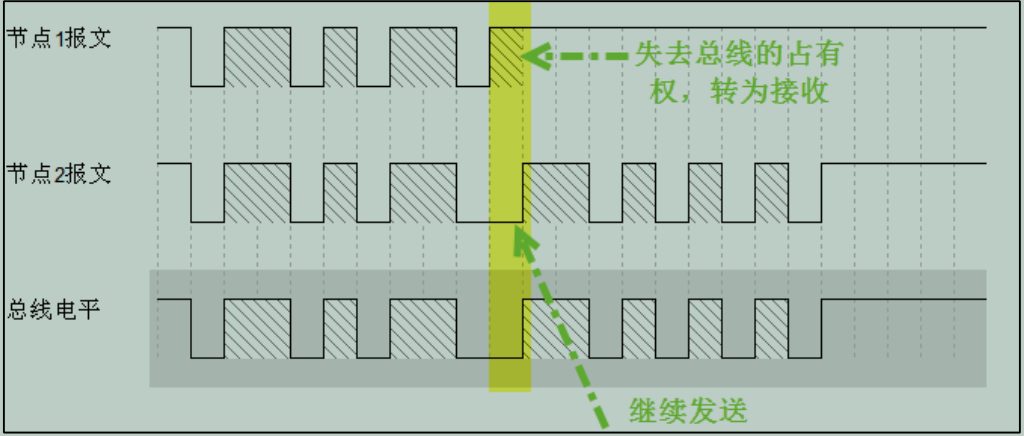 节点1报文
失去总线的占有
权，转为接收
节点2报文
总线电平
继续发送